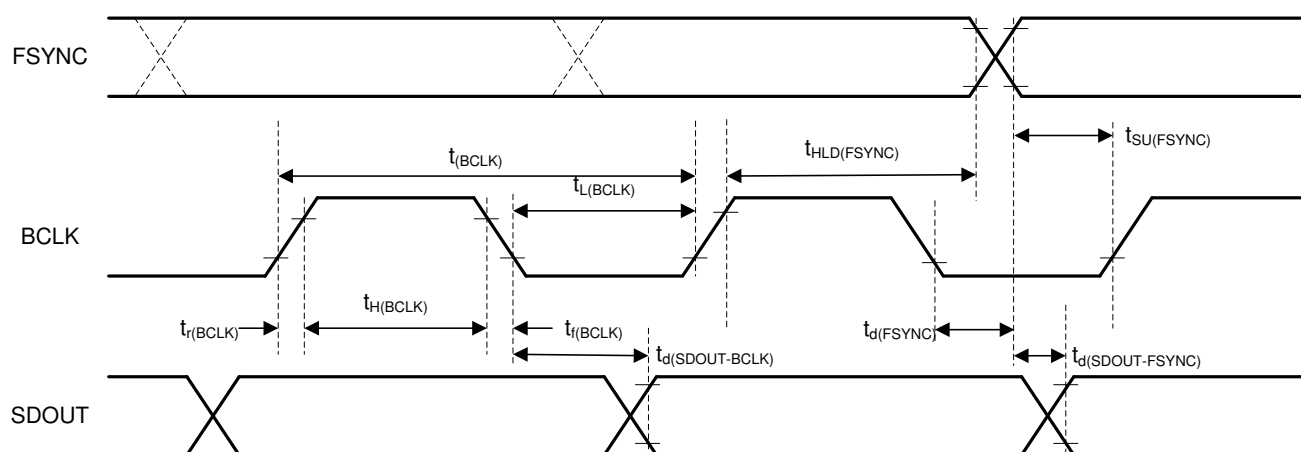 FSYNC
t(BCLK)
tHLD(FSYNC)
tSU(FSYNC)
tL(BCLK)
BCLK
tr(BCLK)
tH(BCLK)
tf(BCLK)
td(FSYNC)
td(SDOUT-BCLK)
td(SDOUT-FSYNC)
SDOUT